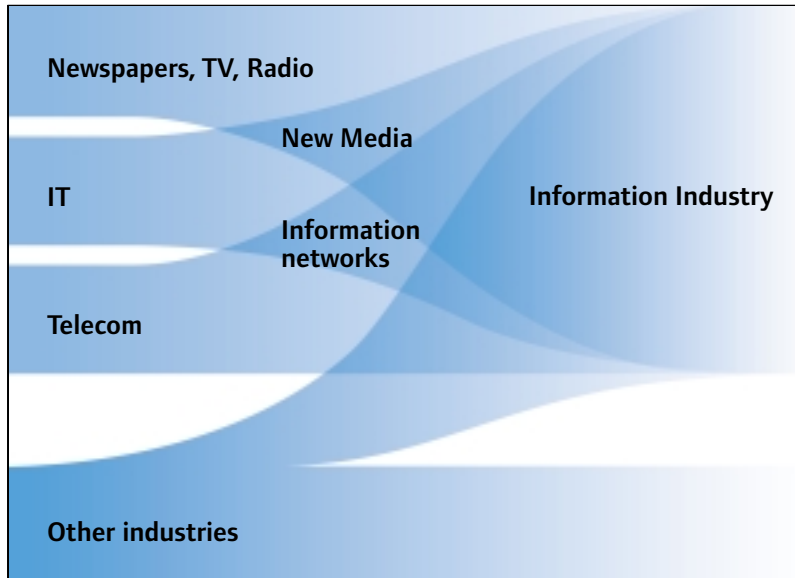 Newspapers, TV, Radio
New Media
IT
Information Industry
Information
networks
Telecom
Other industries